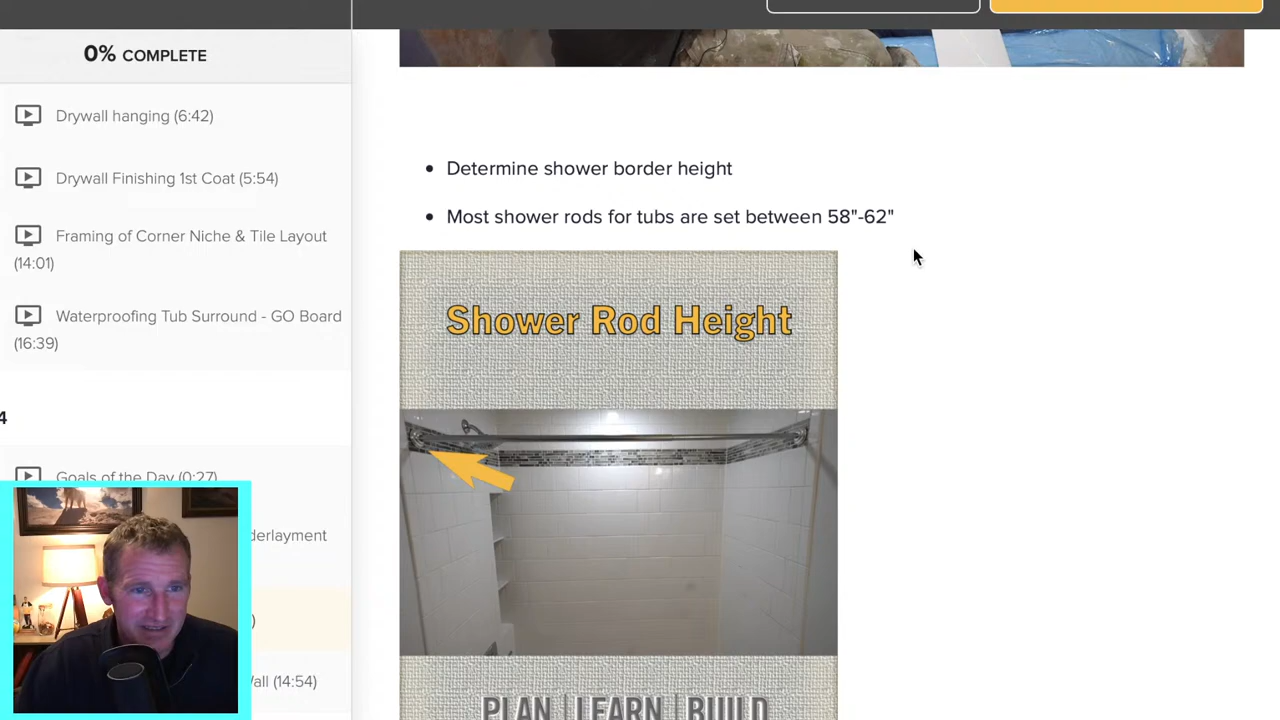 0% COMPLETE
Drywall hanging (6:42)
Drywall Finishing 1st Coat (5:54)
Framing of Corner Niche & Tile Layout
(14:01)
Waterproofing Tub Surround - GO Board
(16:39)
4
Goals of the Day (0:27)
derlayment
)
all (14:54)
• Determine shower border height
• Most shower rods for tubs are set between 58"-62"
Shower Rod Height
PLAN | LEARN | BUILD